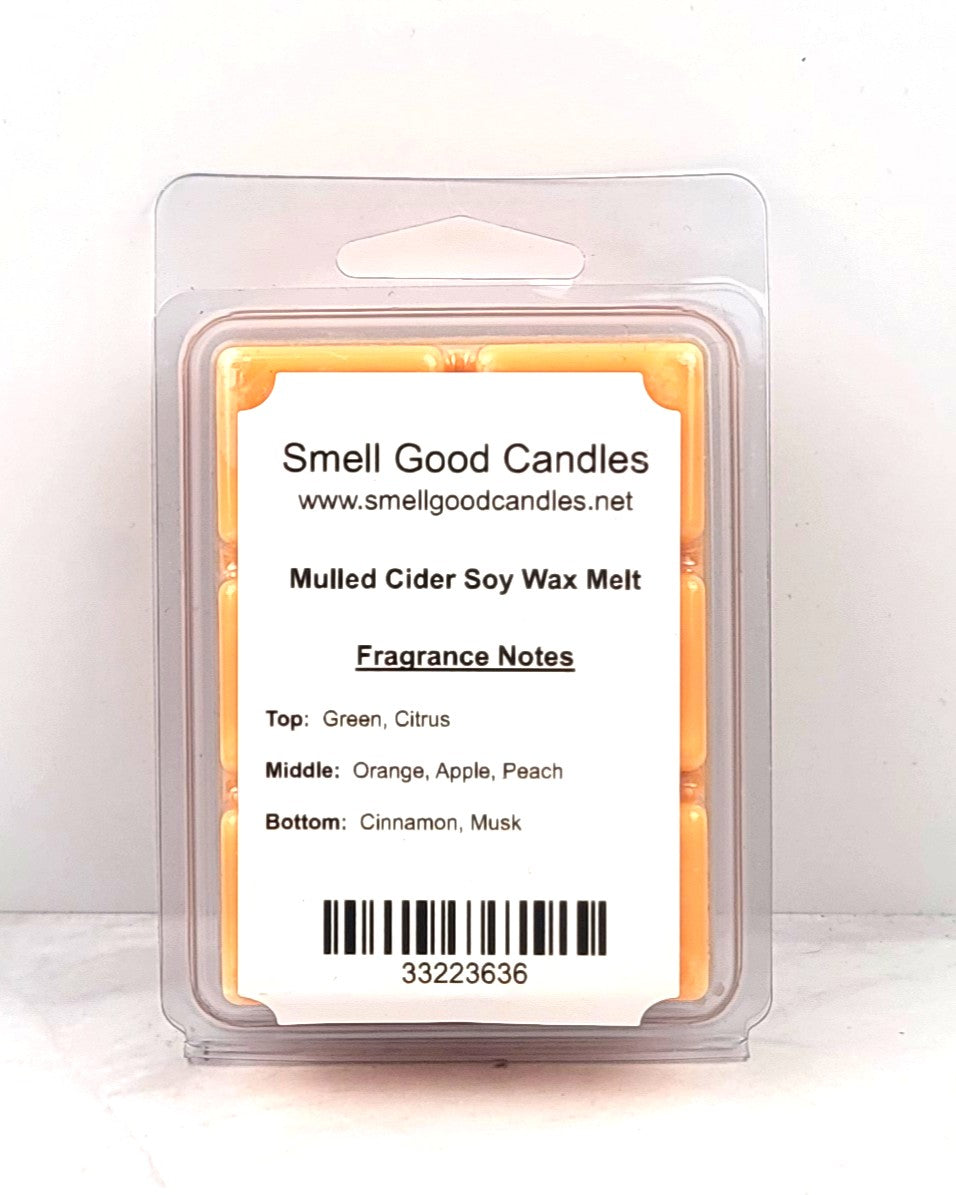 Smell Good Candles
www.smellgoodcandles.net
Mulled Cider Soy Wax Melt
Fragrance Notes
Top: Green, Citrus
Middle: Orange, Apple, Peach
Bottom: Cinnamon, Musk
33223636